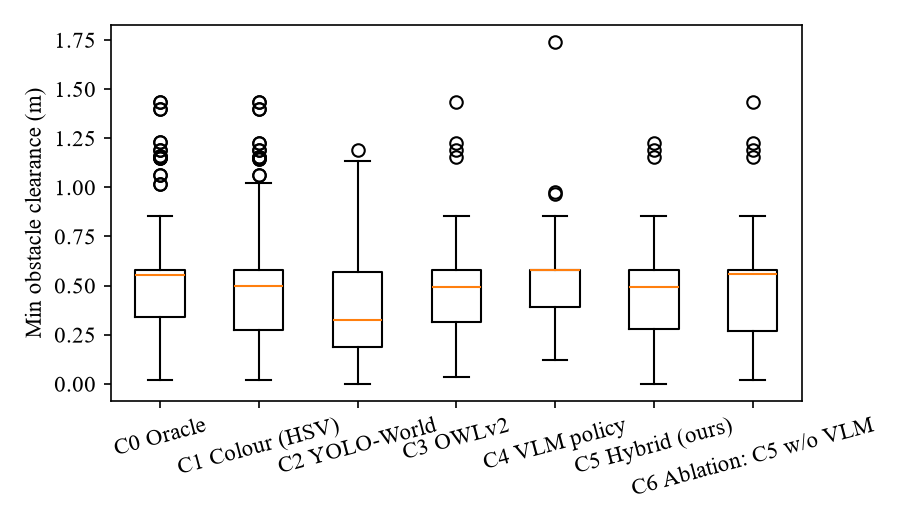 Min obstacle clearance (m)
1.75
1.50
1.25
1.00
0.75
0.50
0.25
0.00
C0 Oracle
C1 Colour (HSV)
C2 YOLO-World
C3 OWLv2
C4 VLM policy
C5 Hybrid (ours)
C6 Ablation: C5 w/o VLM